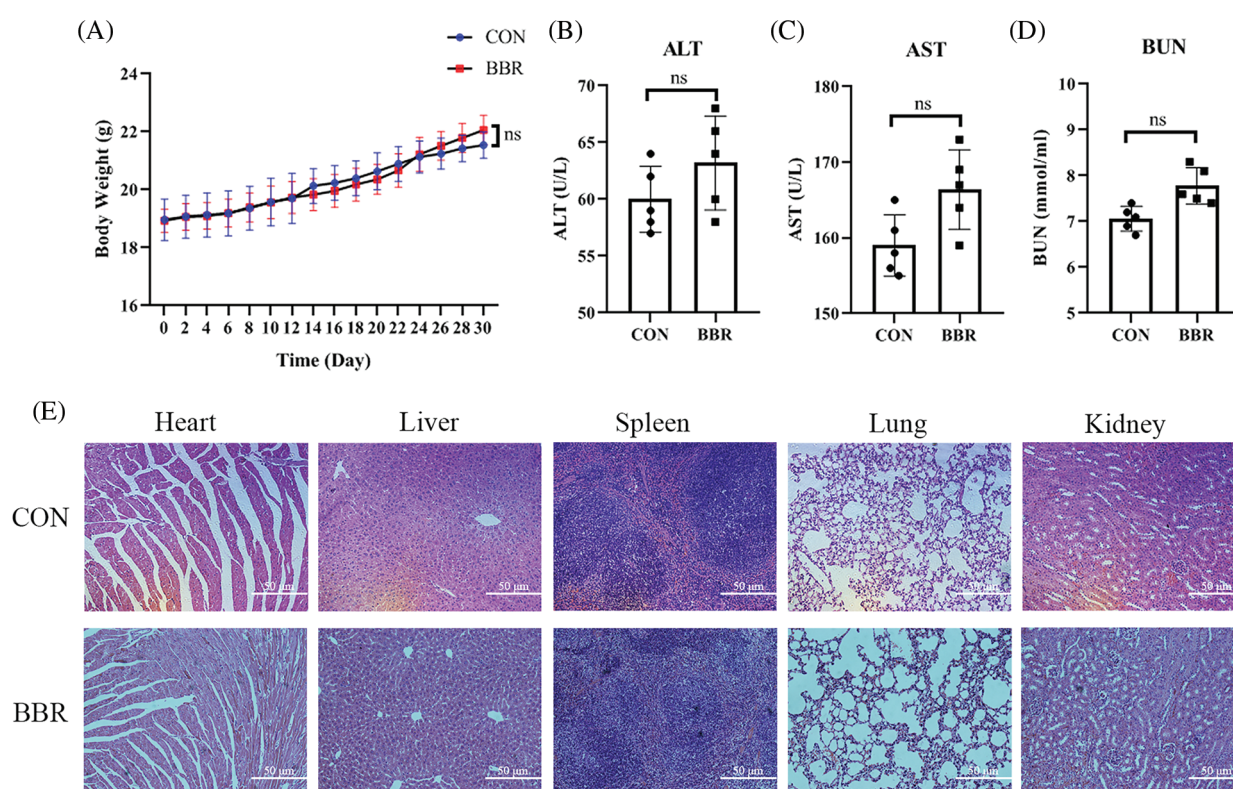 (A)
CON
BBR
24
22
20
18
16
Body Weight (g)
ns
0 2 4 6 8 10 12 14 16 18 20 22 24 26 28 30
Time (Day)
(B)
ALT
ns
70
65
60
55
50
ALT (U/L)
CON BBR
(C)
AST
ns
180
170
160
150
AST (U/L)
CON BBR
(D)
BUN
ns
10
9
8
7
6
5
BUN (mmol/ml)
CON BBR
(E)
Heart Liver Spleen Lung Kidney
CON
50 μm 50 μm 50 μm 50 μm 50 μm
BBR
50 μm 50 μm 50 μm 50 μm 50 μm